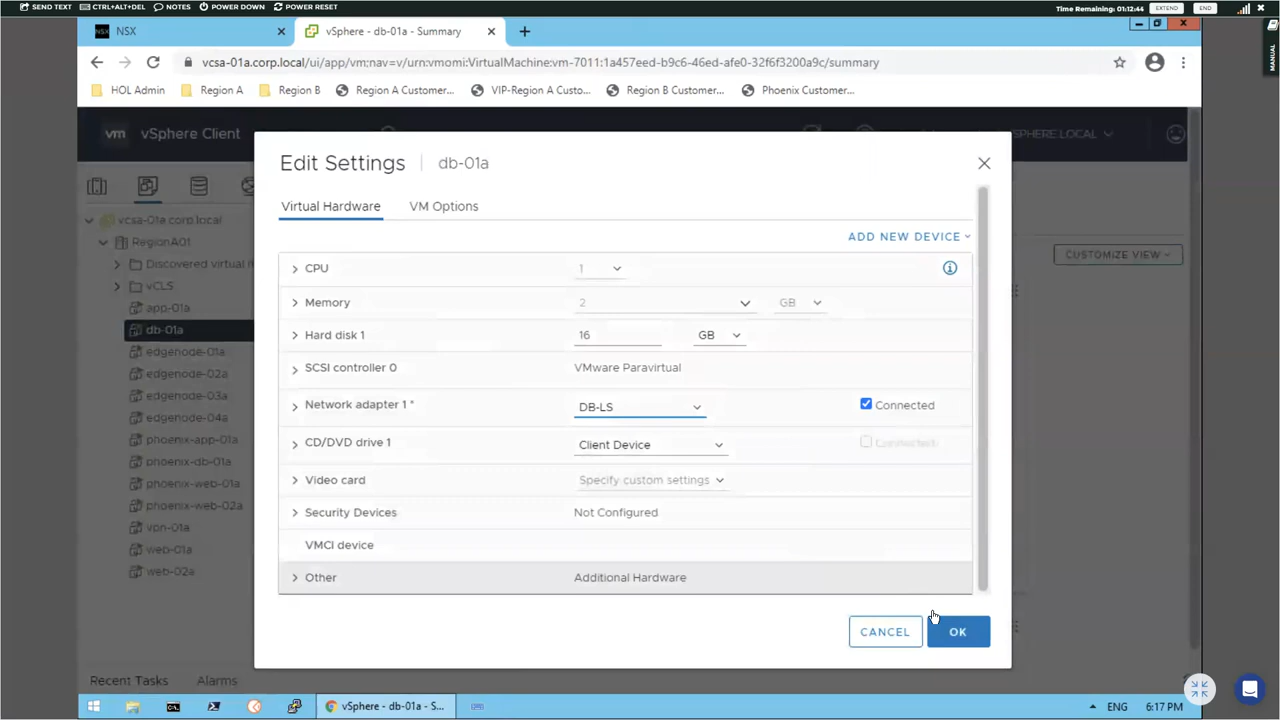 SEND TEXT CTRL+ALT+DEL NOTES POWER DOWN POWER RESET Time Remaining: 01:12:44 EXTEND END
MANUAL
NSX vSphere - db-01a - Summary
vcsa-01a.corp.local/ui/app/vm;nav=v/urn:vmomi:VirtualMachine:vm-7011:1a457eed-b9c6-46ed-afe0-32f6f3200a9c/summary
HOL Admin Region A Region B Region A Customer... VIP-Region A Custo... Region B Customer... Phoenix Customer...
vm vSphere Client SPHERE.LOCAL
Edit Settings db-01a
Virtual Hardware VM Options
ADD NEW DEVICE
vcsa-01a.corp.local
RegionA01
Discovered virtual m
vCLS
app-01a
db-01a
edgenode-01a
edgenode-02a
edgenode-03a
edgenode-04a
phoenix-app-01a
phoenix-db-01a
phoenix-web-01a
phoenix-web-02a
vpn-01a
web-01a
web-02a
CUSTOMIZE VIEW
CPU 1
Memory 2 GB
Hard disk 1 16 GB
SCSI controller 0 VMware Paravirtual
Network adapter 1 * DB-LS Connected
CD/DVD drive 1 Client Device Connected
Video card Specify custom settings
Security Devices Not Configured
VMCI device
Other Additional Hardware
CANCEL OK
Recent Tasks Alarms
vSphere - db-01a - S... ENG 6:17 PM